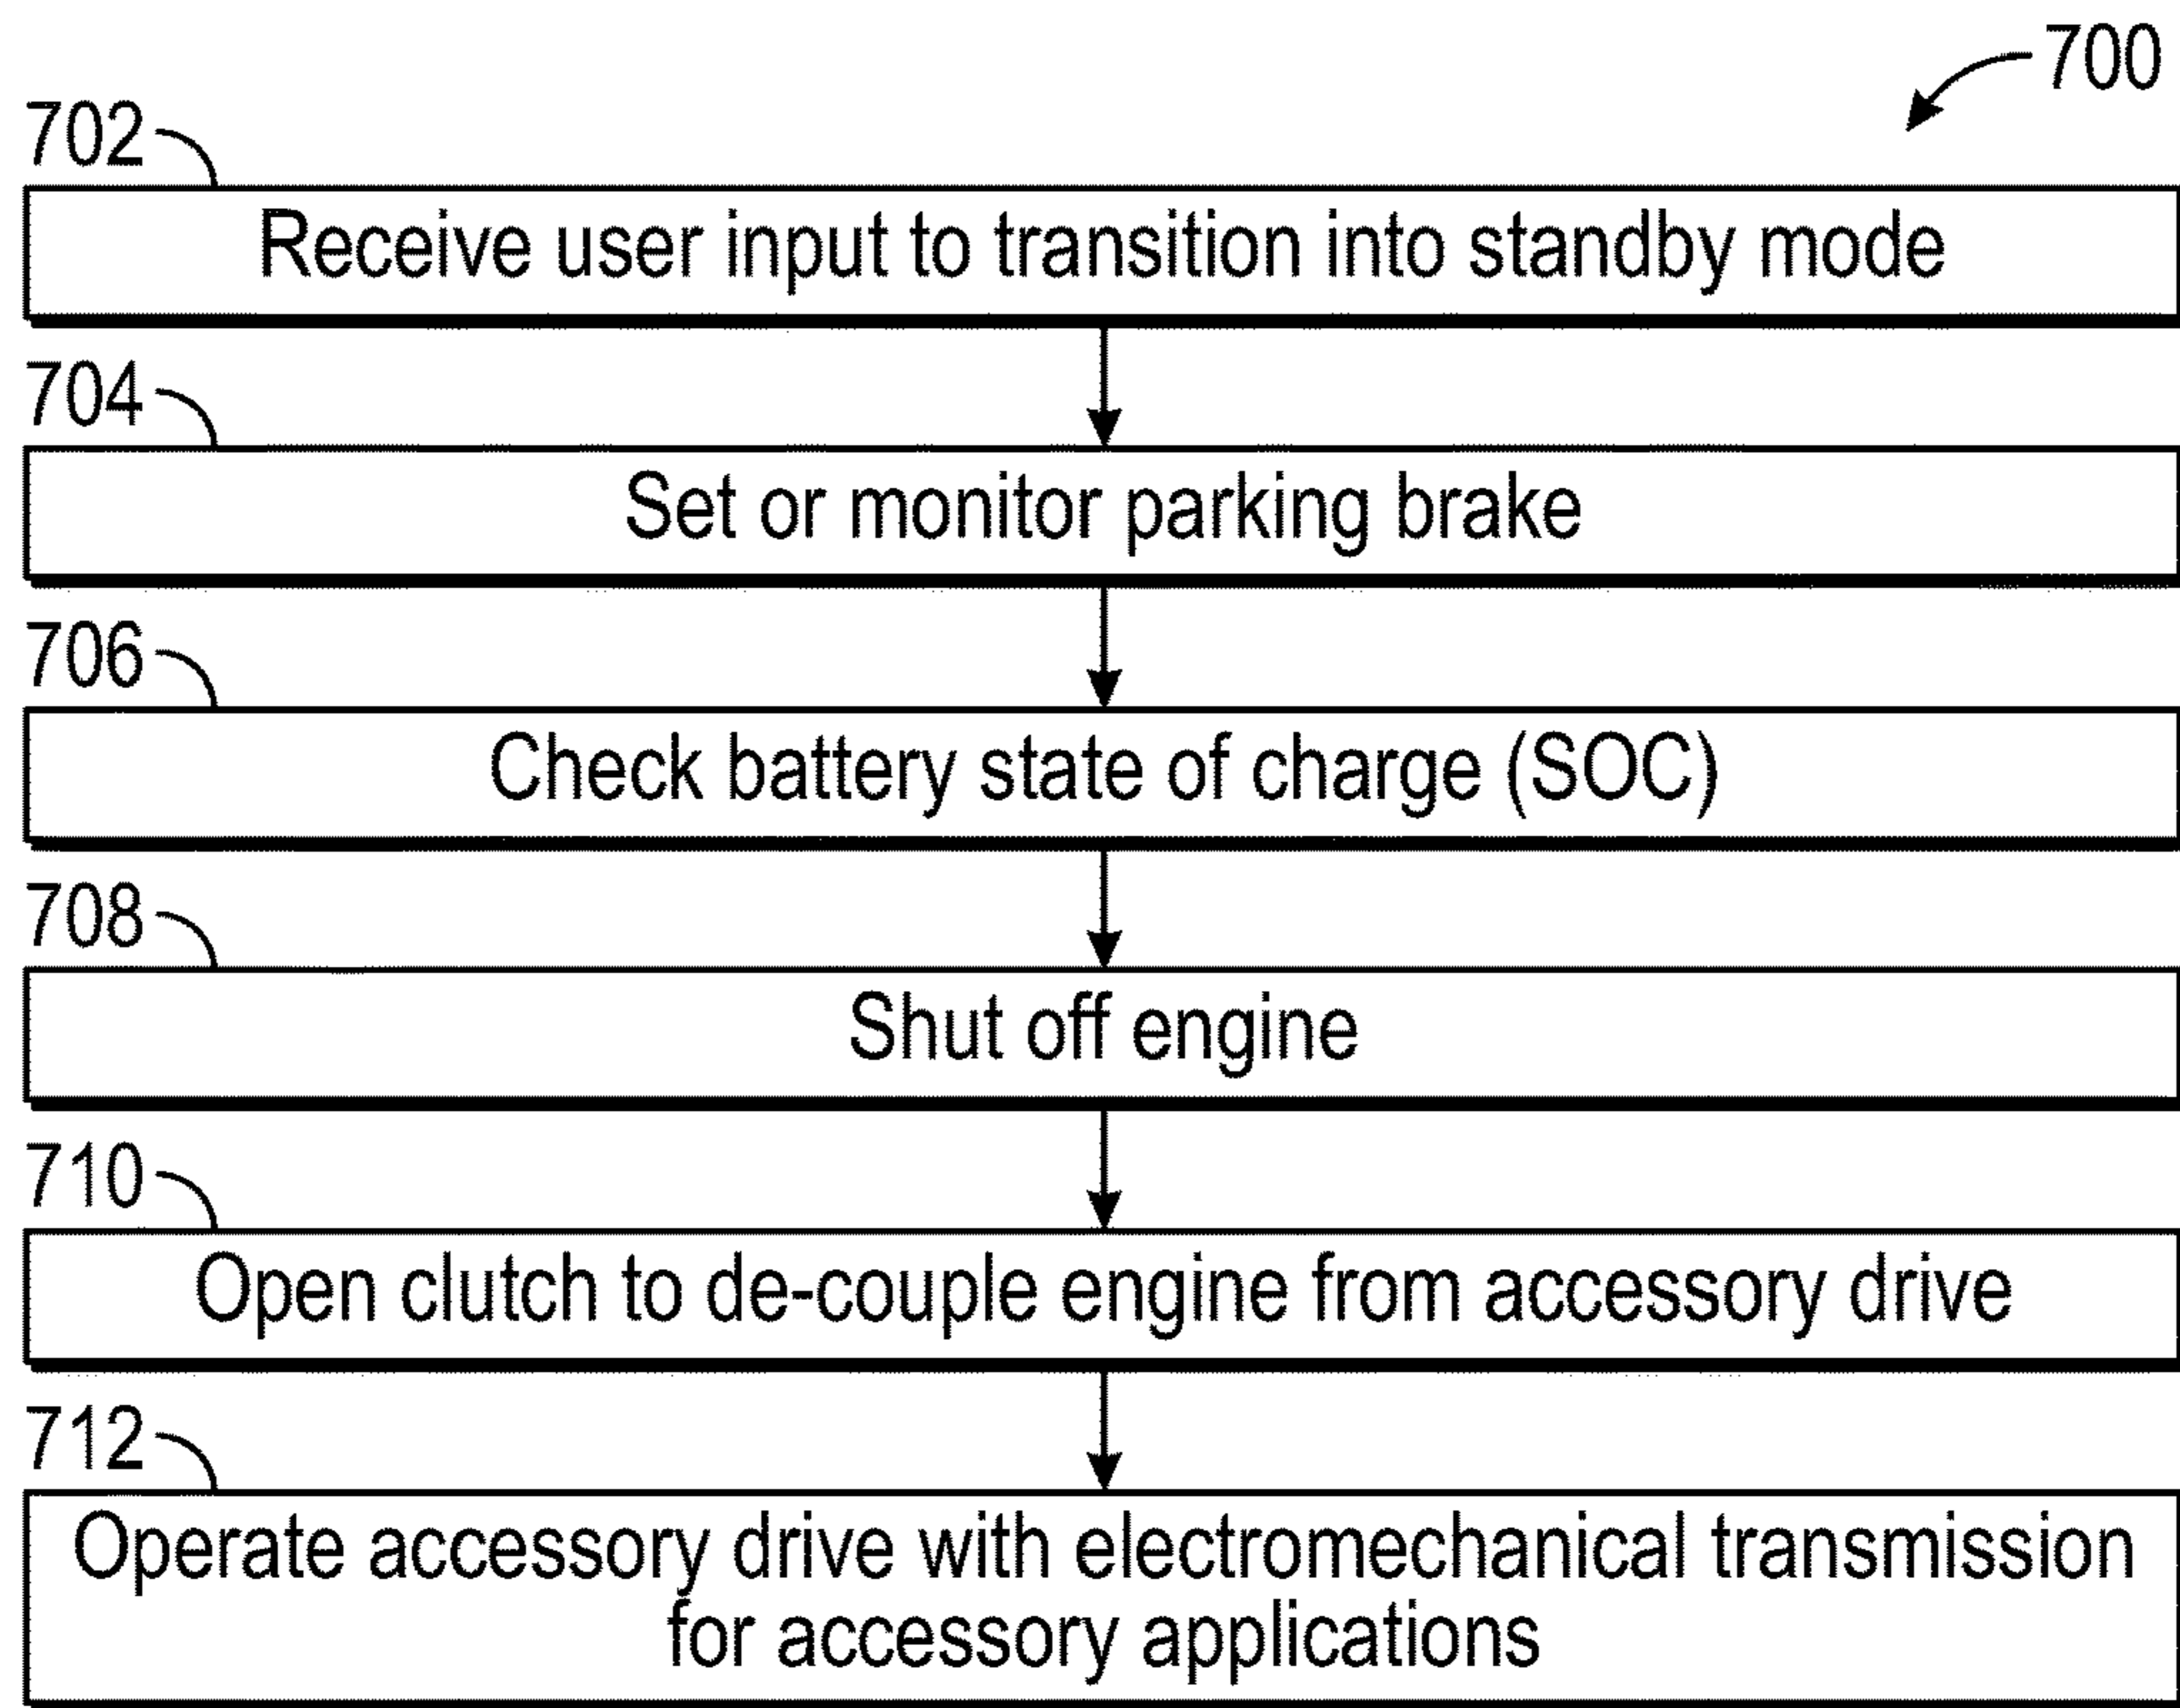 700
702
Receive user input to transition into standby mode
704
Set or monitor parking brake
706
Check battery state of charge (SOC)
708
Shut off engine
710
Open clutch to de-couple engine from accessory drive
712
Operate accessory drive with electromechanical transmission
for accessory applications